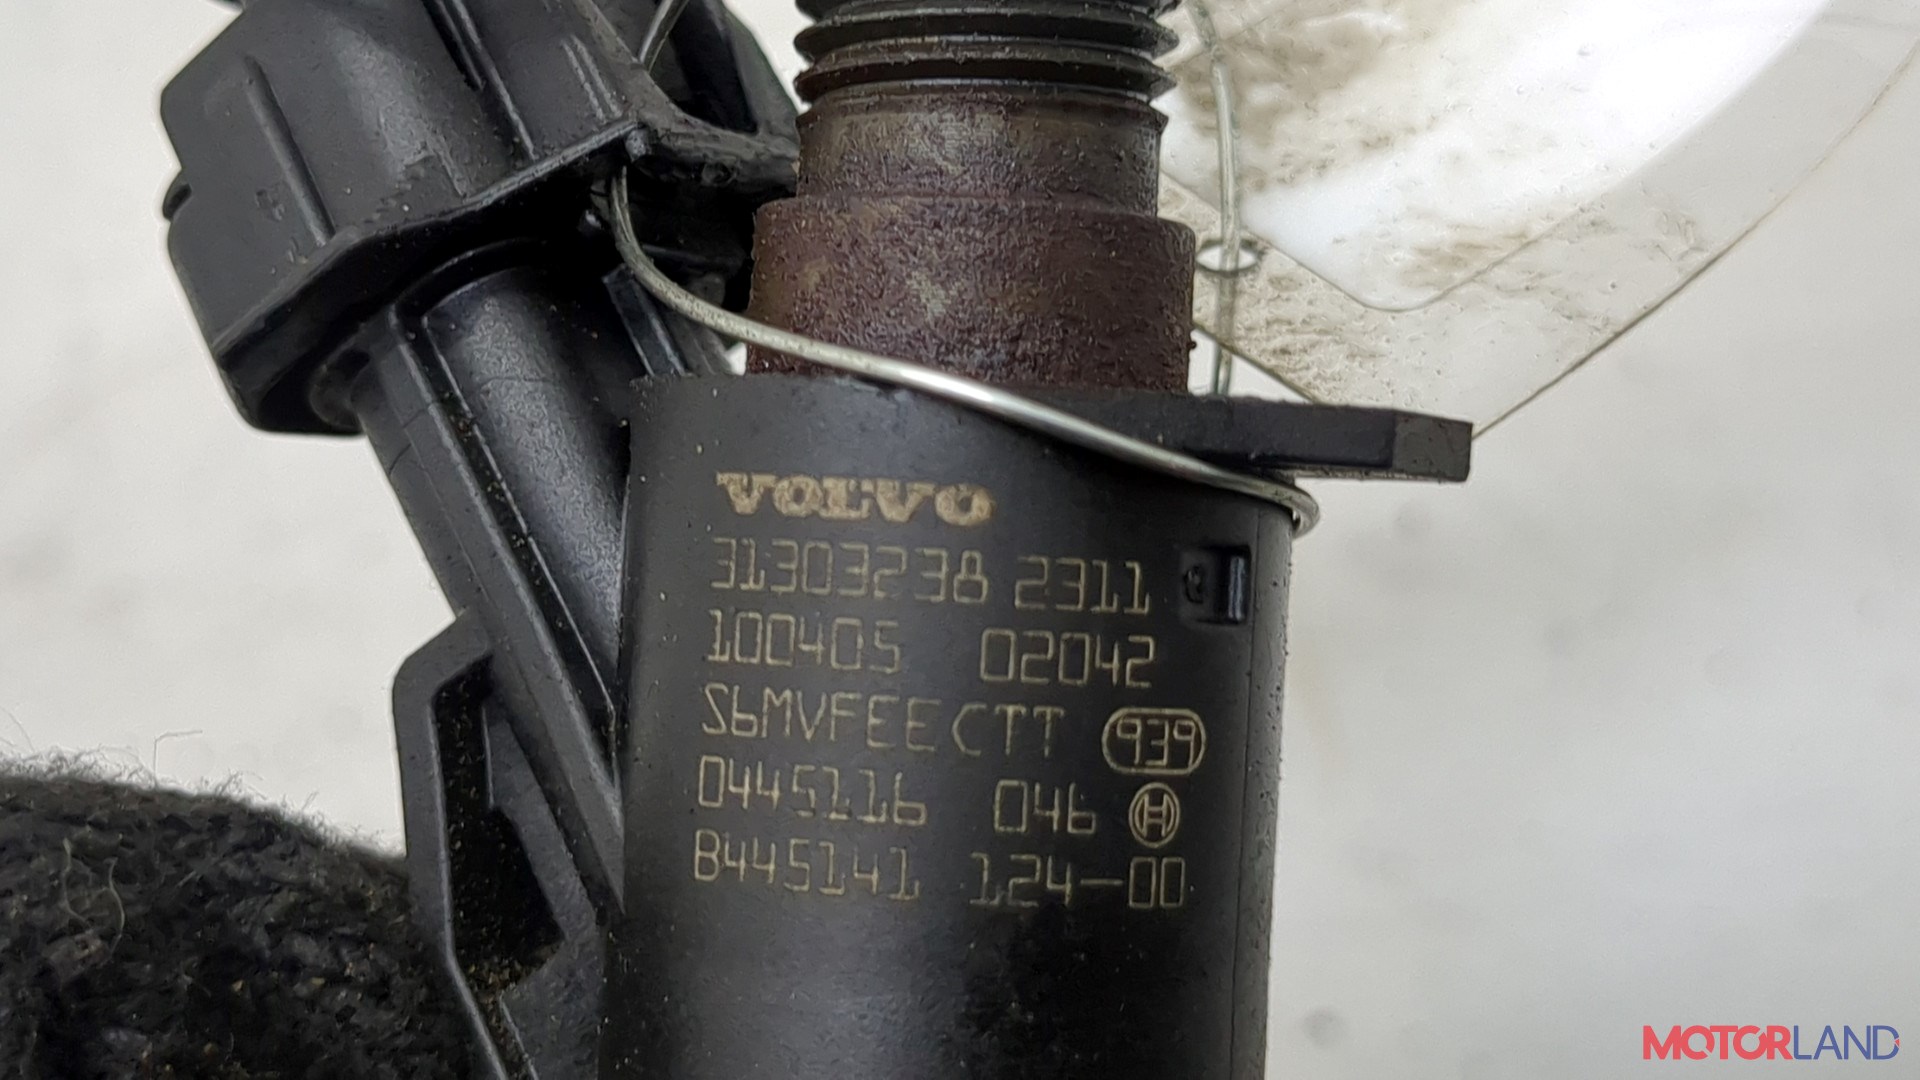 VOLVO
31303238 2311
100405 02042
S6MVFEECTT 939
0445116 046
B445141 124-00
MOTORLAND